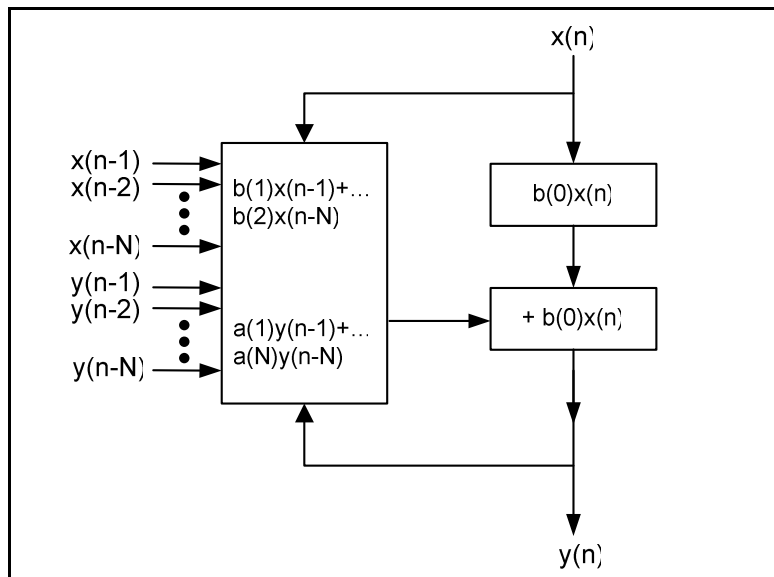 x(n)
x(n-1)
x(n-2)
x(n-N)
y(n-1)
y(n-2)
y(n-N)
b(1)x(n-1)+...
b(2)x(n-N)
a(1)y(n-1)+...
a(N)y(n-N)
b(0)x(n)
+ b(0)x(n)
y(n)